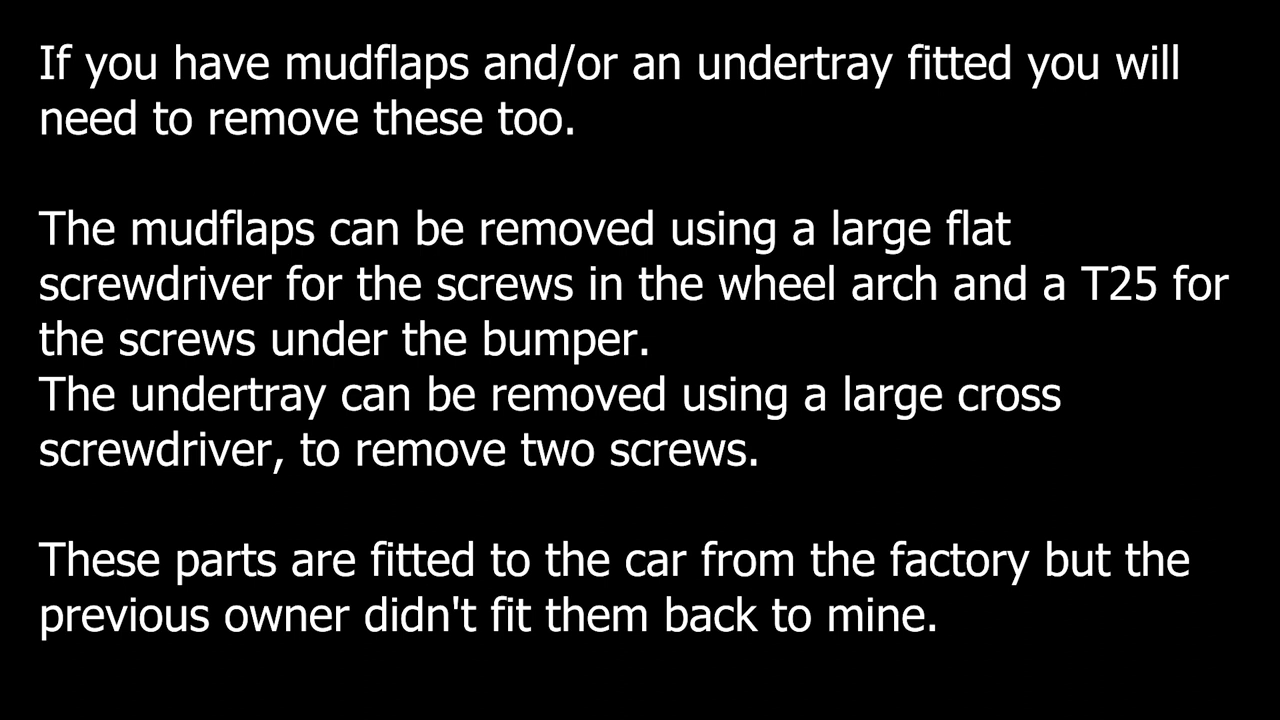 If you have mudflaps and/or an undertray fitted you will
need to remove these too.
The mudflaps can be removed using a large flat
screwdriver for the screws in the wheel arch and a T25 for
the screws under the bumper.
The undertray can be removed using a large cross
screwdriver, to remove two screws.
These parts are fitted to the car from the factory but the
previous owner didn't fit them back to mine.